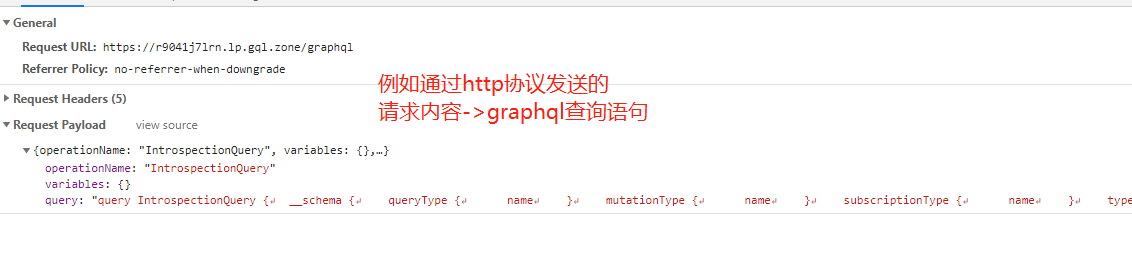 General
Request URL: https://r9041j7lrn.lp.gql.zone/graphql
Referrer Policy: no-referrer-when-downgrade
例如通过http协议发送的
请求内容->graphql查询语句
Request Headers (5)
Request Payload view source
{operationName: "IntrospectionQuery", variables: {},…}
operationName: "IntrospectionQuery"
variables: {}
query: "query IntrospectionQuery {↵ __schema {↵ queryType {↵ name↵ }↵ mutationType {↵ name↵ }↵ subscriptionType {↵ name↵ }↵ type